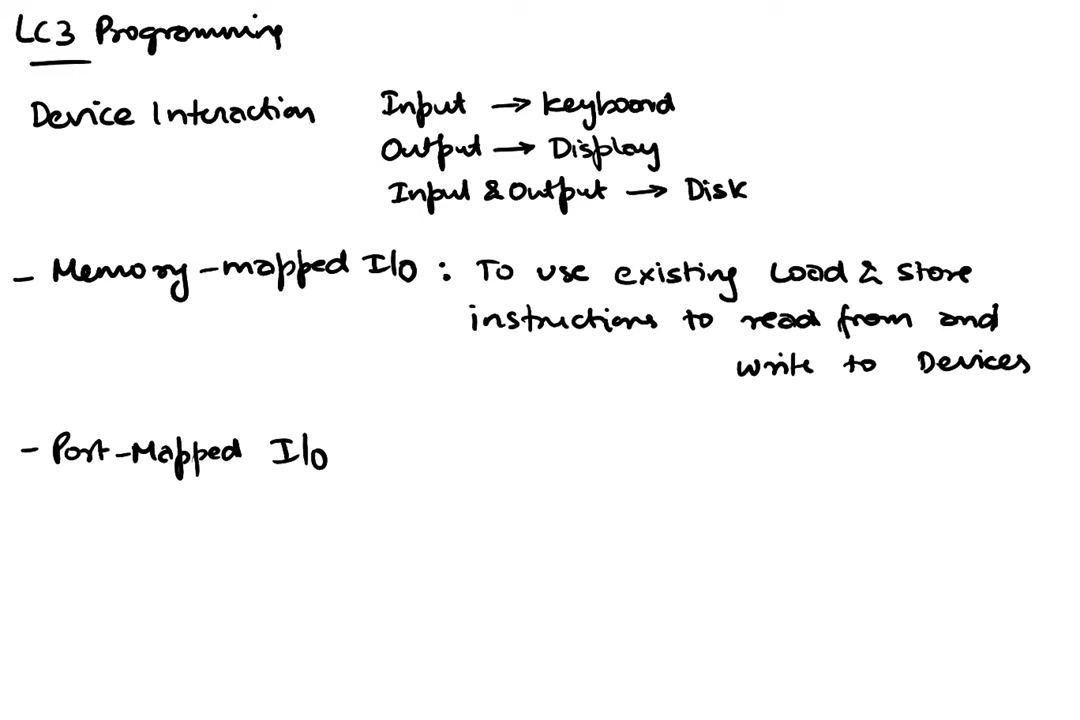 LC3 Programming
Device Interaction Input → Keyboard
Output → Display
Input & Output → Disk
- Memory-mapped I/O : To use existing Load & Store
instructions to read from and
write to Devices
- Port-Mapped I/O